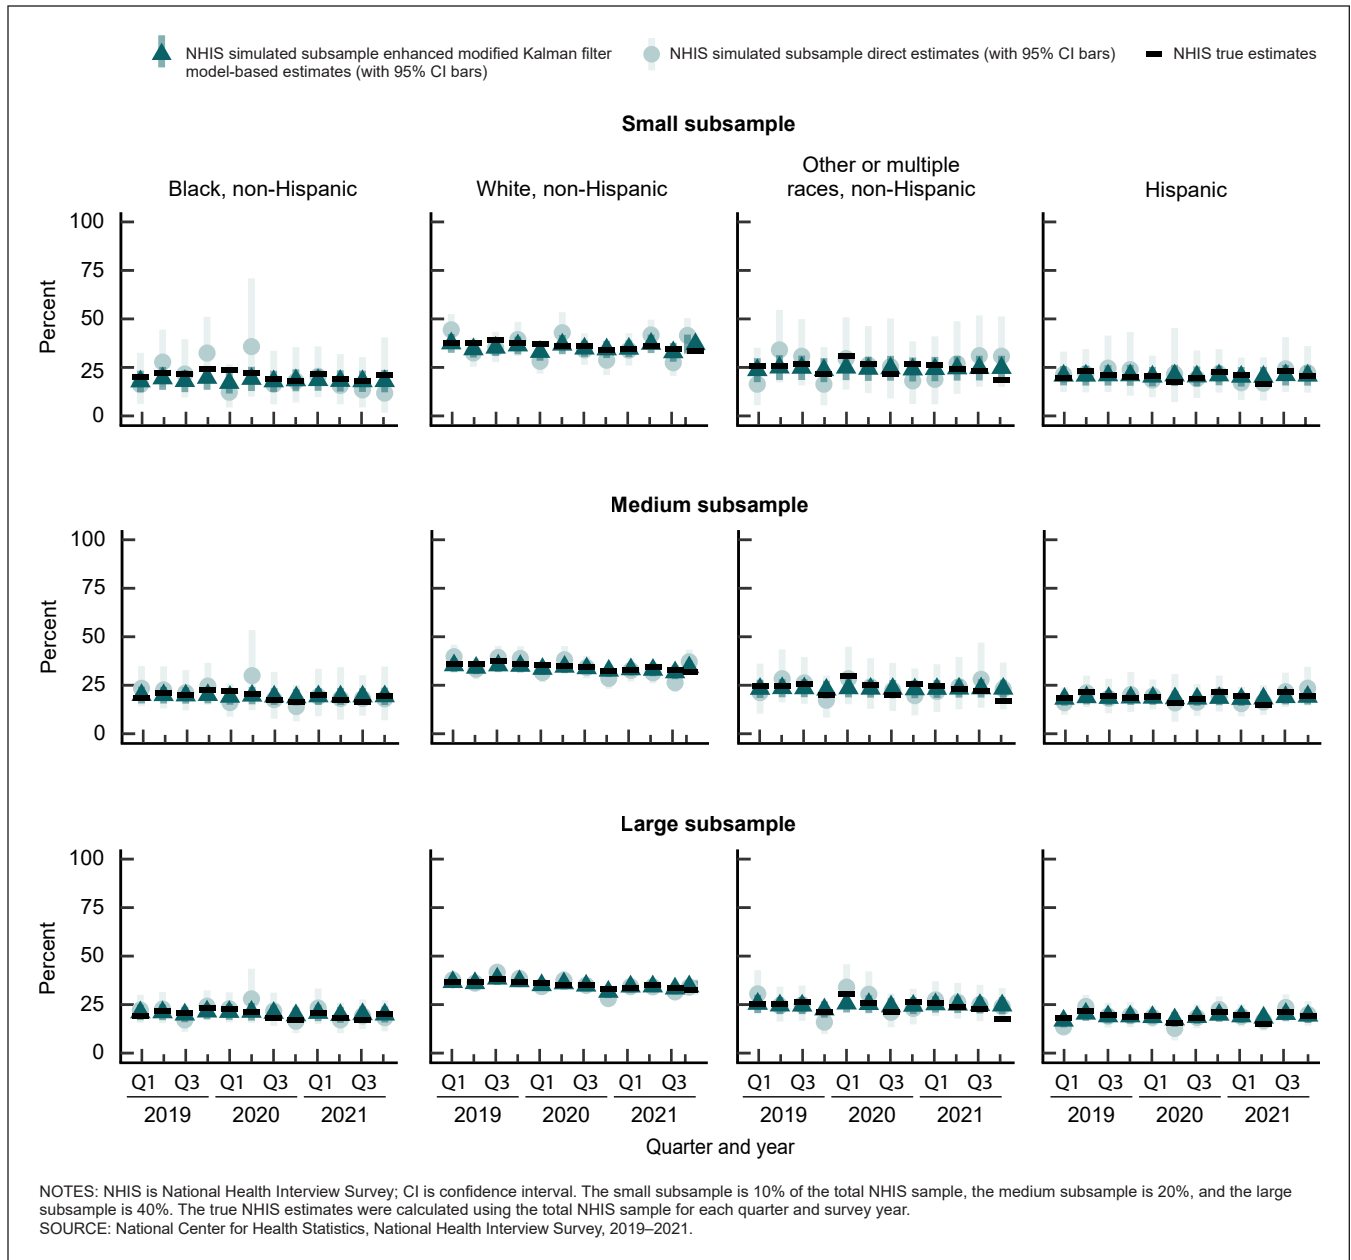 NHIS simulated subsample enhanced modified Kalman filter
model-based estimates (with 95% CI bars)
NHIS simulated subsample direct estimates (with 95% CI bars)
NHIS true estimates
Small subsample
Black, non-Hispanic
White, non-Hispanic
Other or multiple
races, non-Hispanic
Hispanic
Percent
100
75
50
25
0
Medium subsample
Percent
100
75
50
25
0
Large subsample
Percent
100
75
50
25
0
Q1 Q3 Q1 Q3 Q1 Q3
2019 2020 2021
Q1 Q3 Q1 Q3 Q1 Q3
2019 2020 2021
Q1 Q3 Q1 Q3 Q1 Q3
2019 2020 2021
Q1 Q3 Q1 Q3 Q1 Q3
2019 2020 2021
Quarter and year
NOTES: NHIS is National Health Interview Survey; CI is confidence interval. The small subsample is 10% of the total NHIS sample, the medium subsample is 20%, and the large
subsample is 40%. The true NHIS estimates were calculated using the total NHIS sample for each quarter and survey year.
SOURCE: National Center for Health Statistics, National Health Interview Survey, 2019–2021.